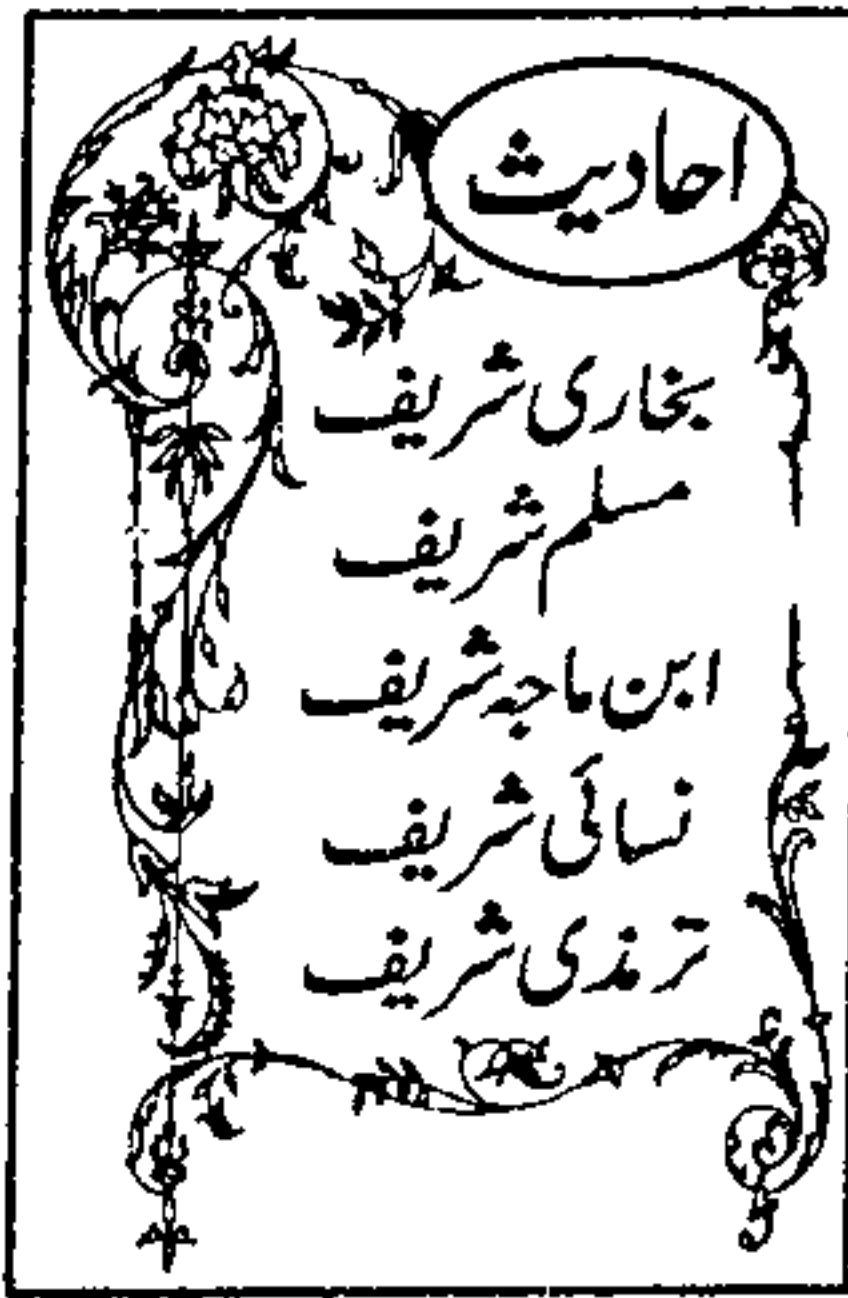 احادیث
بخاری شریف
مسلم شریف
ابن ماجہ شریف
نسائی شریف
ترمذی شریف